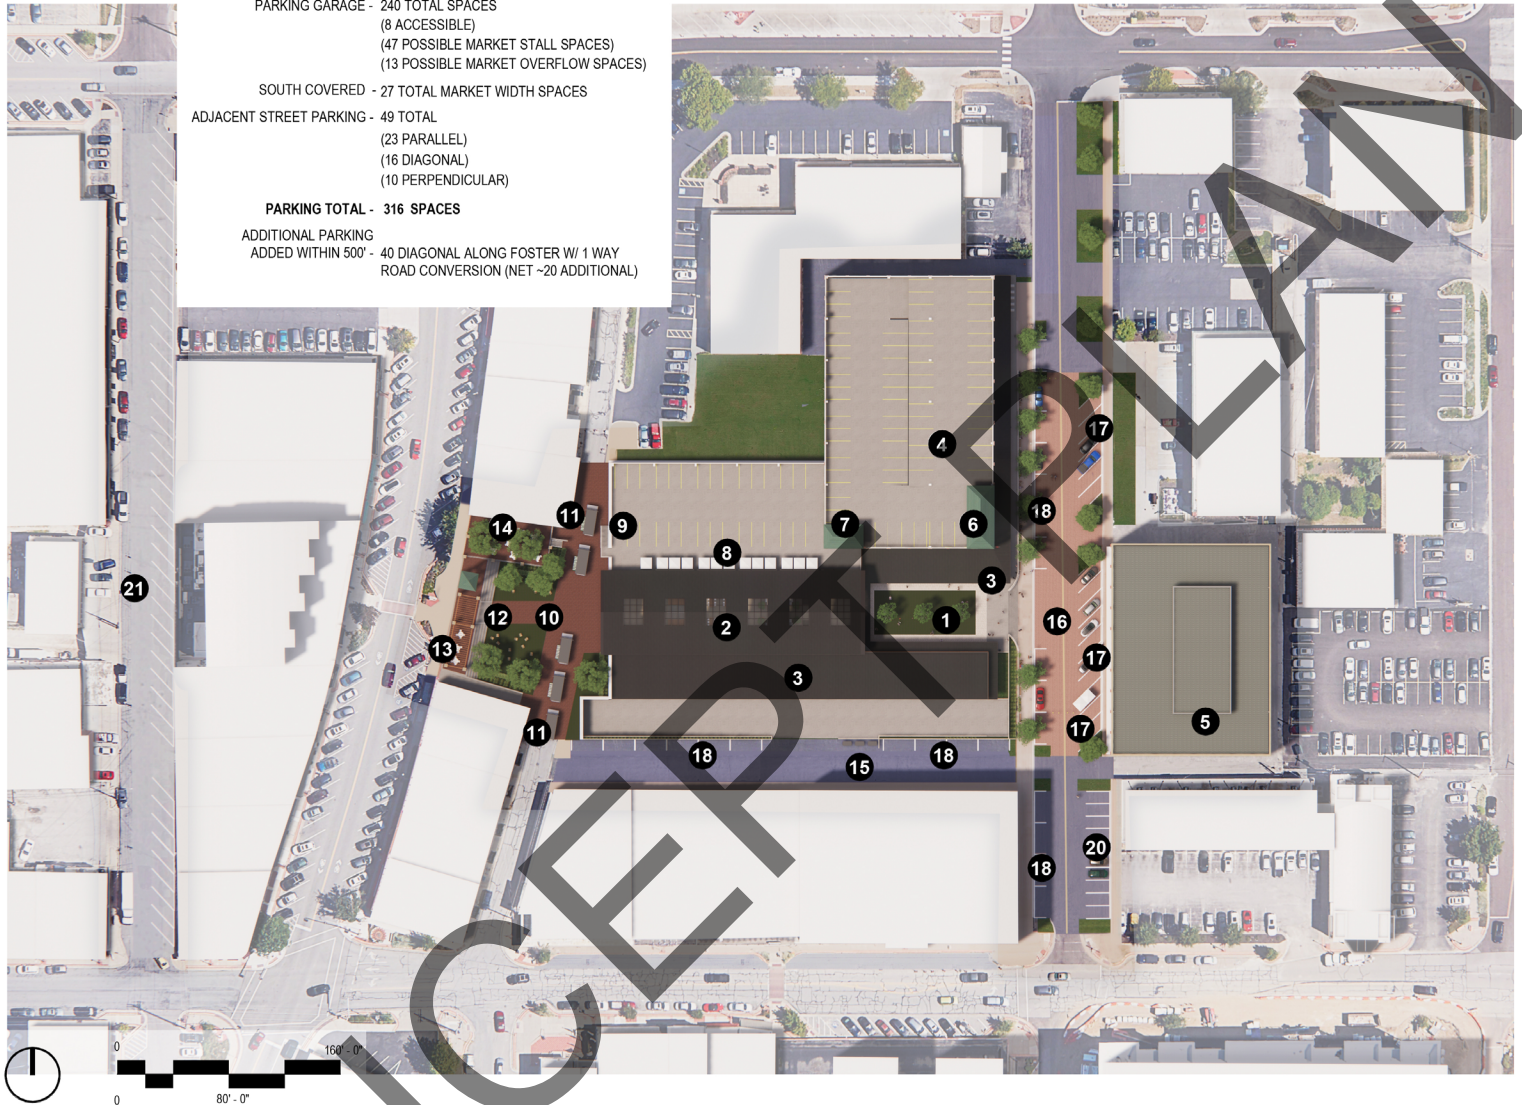 PARKING GARAGE - 240 TOTAL SPACES
(8 ACCESSIBLE)
(47 POSSIBLE MARKET STALL SPACES)
(13 POSSIBLE MARKET OVERFLOW SPACES)
SOUTH COVERED - 27 TOTAL MARKET WIDTH SPACES
ADJACENT STREET PARKING - 49 TOTAL
(23 PARALLEL)
(16 DIAGONAL)
(10 PERPENDICULAR)
PARKING TOTAL - 316 SPACES
ADDITIONAL PARKING
ADDED WITHIN 500' - 40 DIAGONAL ALONG FOSTER W/ 1 WAY
ROAD CONVERSION (NET ~20 ADDITIONAL)
4
17
18
14
11
9
7
6
8
3
21
12
10
2
1
16
13
17
3
5
11
18
15
18
17
18
20
0
160' - 0"
0
80' - 0"
CEPT PLAN